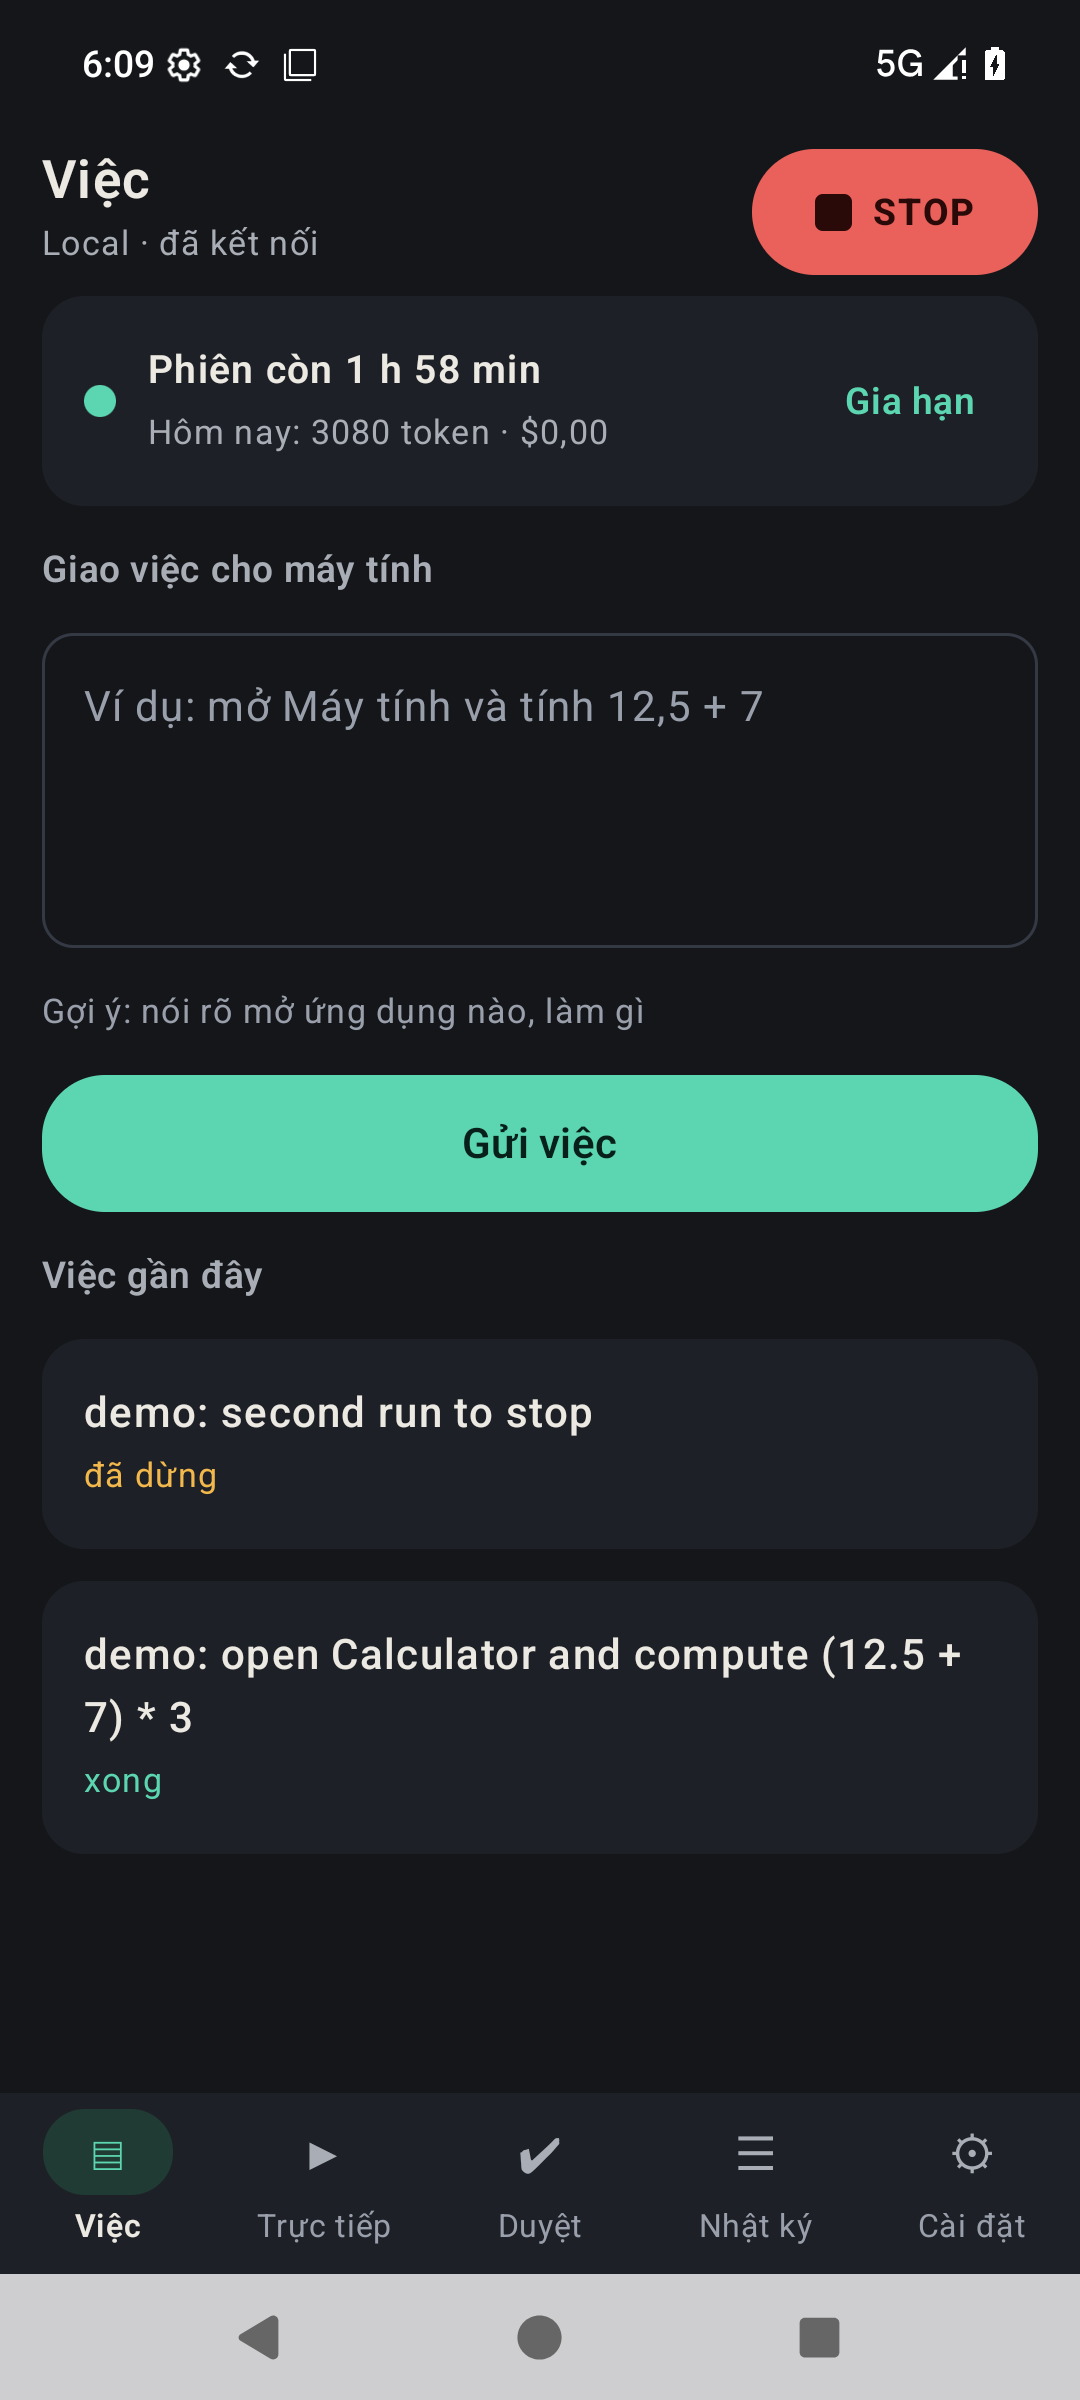 6:09
5G
Việc
Local · đã kết nối
STOP
Phiên còn 1 h 58 min
Hôm nay: 3080 token · $0,00
Gia hạn
Giao việc cho máy tính
Ví dụ: mở Máy tính và tính 12,5 + 7
Gợi ý: nói rõ mở ứng dụng nào, làm gì
Gửi việc
Việc gần đây
demo: second run to stop
đã dừng
demo: open Calculator and compute (12.5 +
7) * 3
xong
Việc
Trực tiếp
Duyệt
Nhật ký
Cài đặt